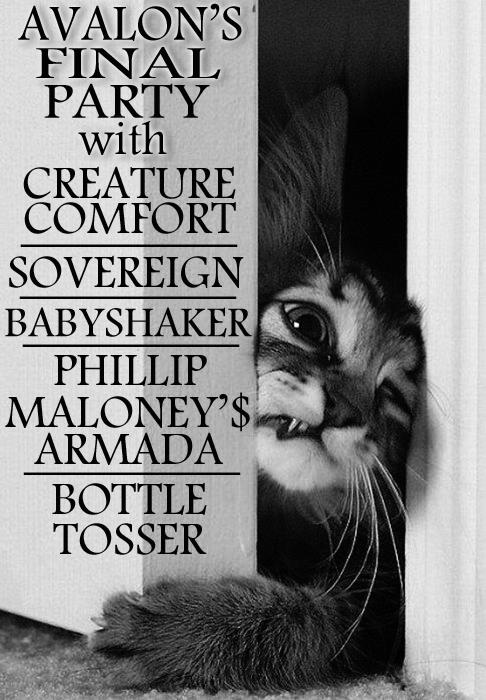 AVALON'S
FINAL
PARTY
with
CREATURE
COMFORT
SOVEREIGN
BABYSHAKER
PHILLIP
MALONEY'$
ARMADA
BOTTLE
TOSSER